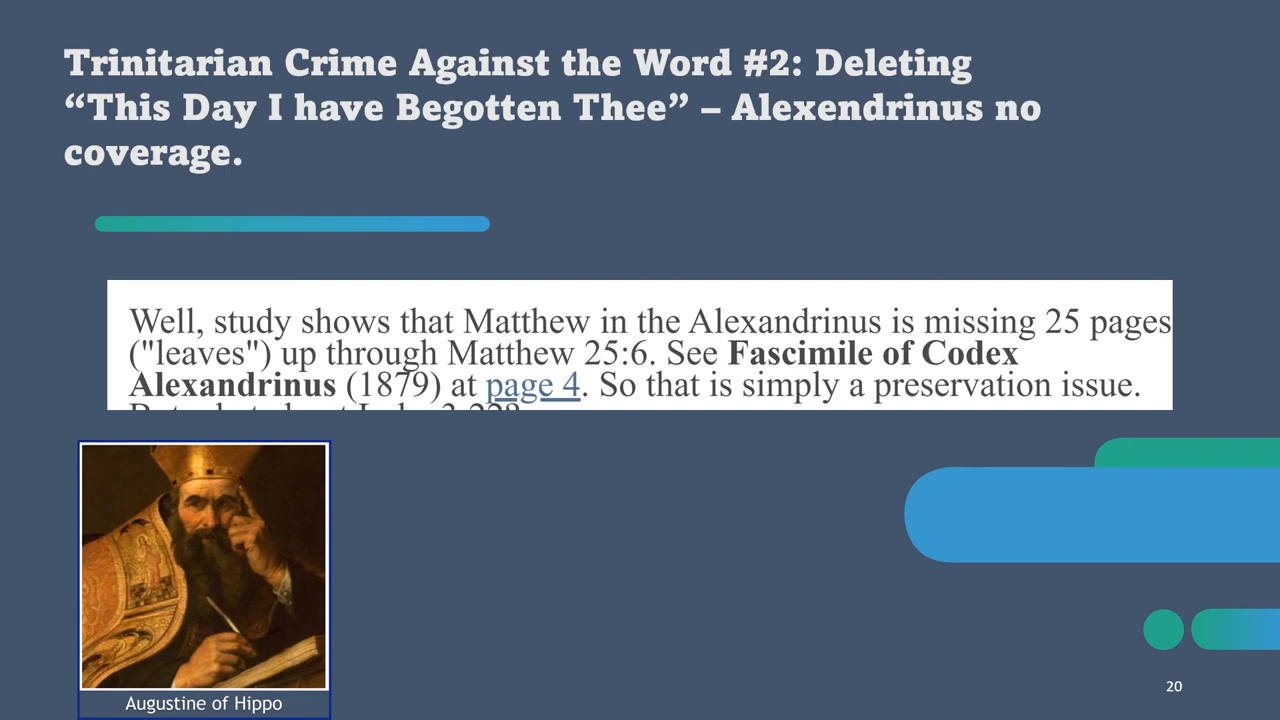 Trinitarian Crime Against the Word #2: Deleting
“This Day I have Begotten Thee” – Alexendrinus no
coverage.
Well, study shows that Matthew in the Alexandrinus is missing 25 pages
("leaves") up through Matthew 25:6. See Fascimile of Codex
Alexandrinus (1879) at page 4. So that is simply a preservation issue.
Augustine of Hippo
20